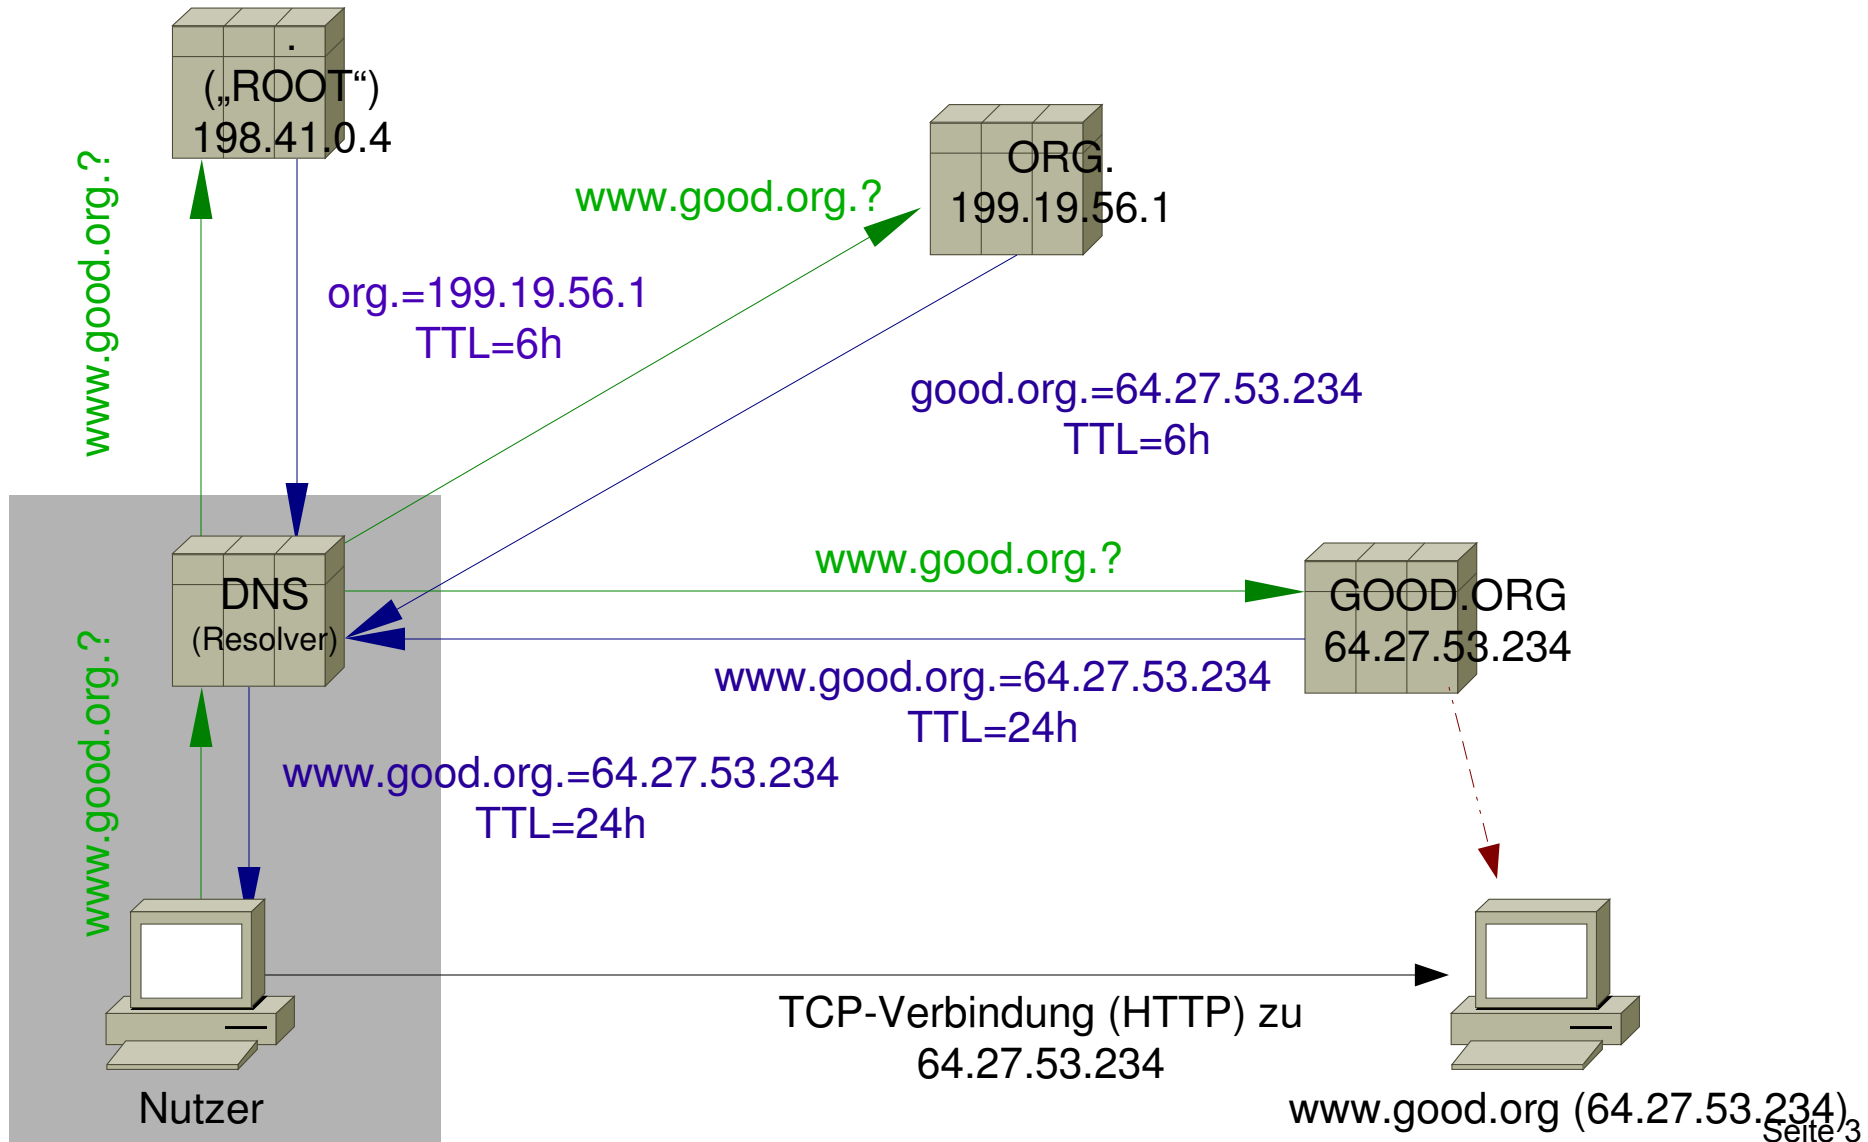 .
(„ROOT“)
198.41.0.4
ORG.
199.19.56.1
www.good.org.?
www.good.org.?
org.=199.19.56.1
TTL=6h
good.org.=64.27.53.234
TTL=6h
www.good.org.?
DNS
(Resolver)
GOOD.ORG
64.27.53.234
www.good.org.=64.27.53.234
TTL=24h
www.good.org.?
www.good.org.=64.27.53.234
TTL=24h
TCP-Verbindung (HTTP) zu
64.27.53.234
Nutzer
www.good.org (64.27.53.234)
Seite 3